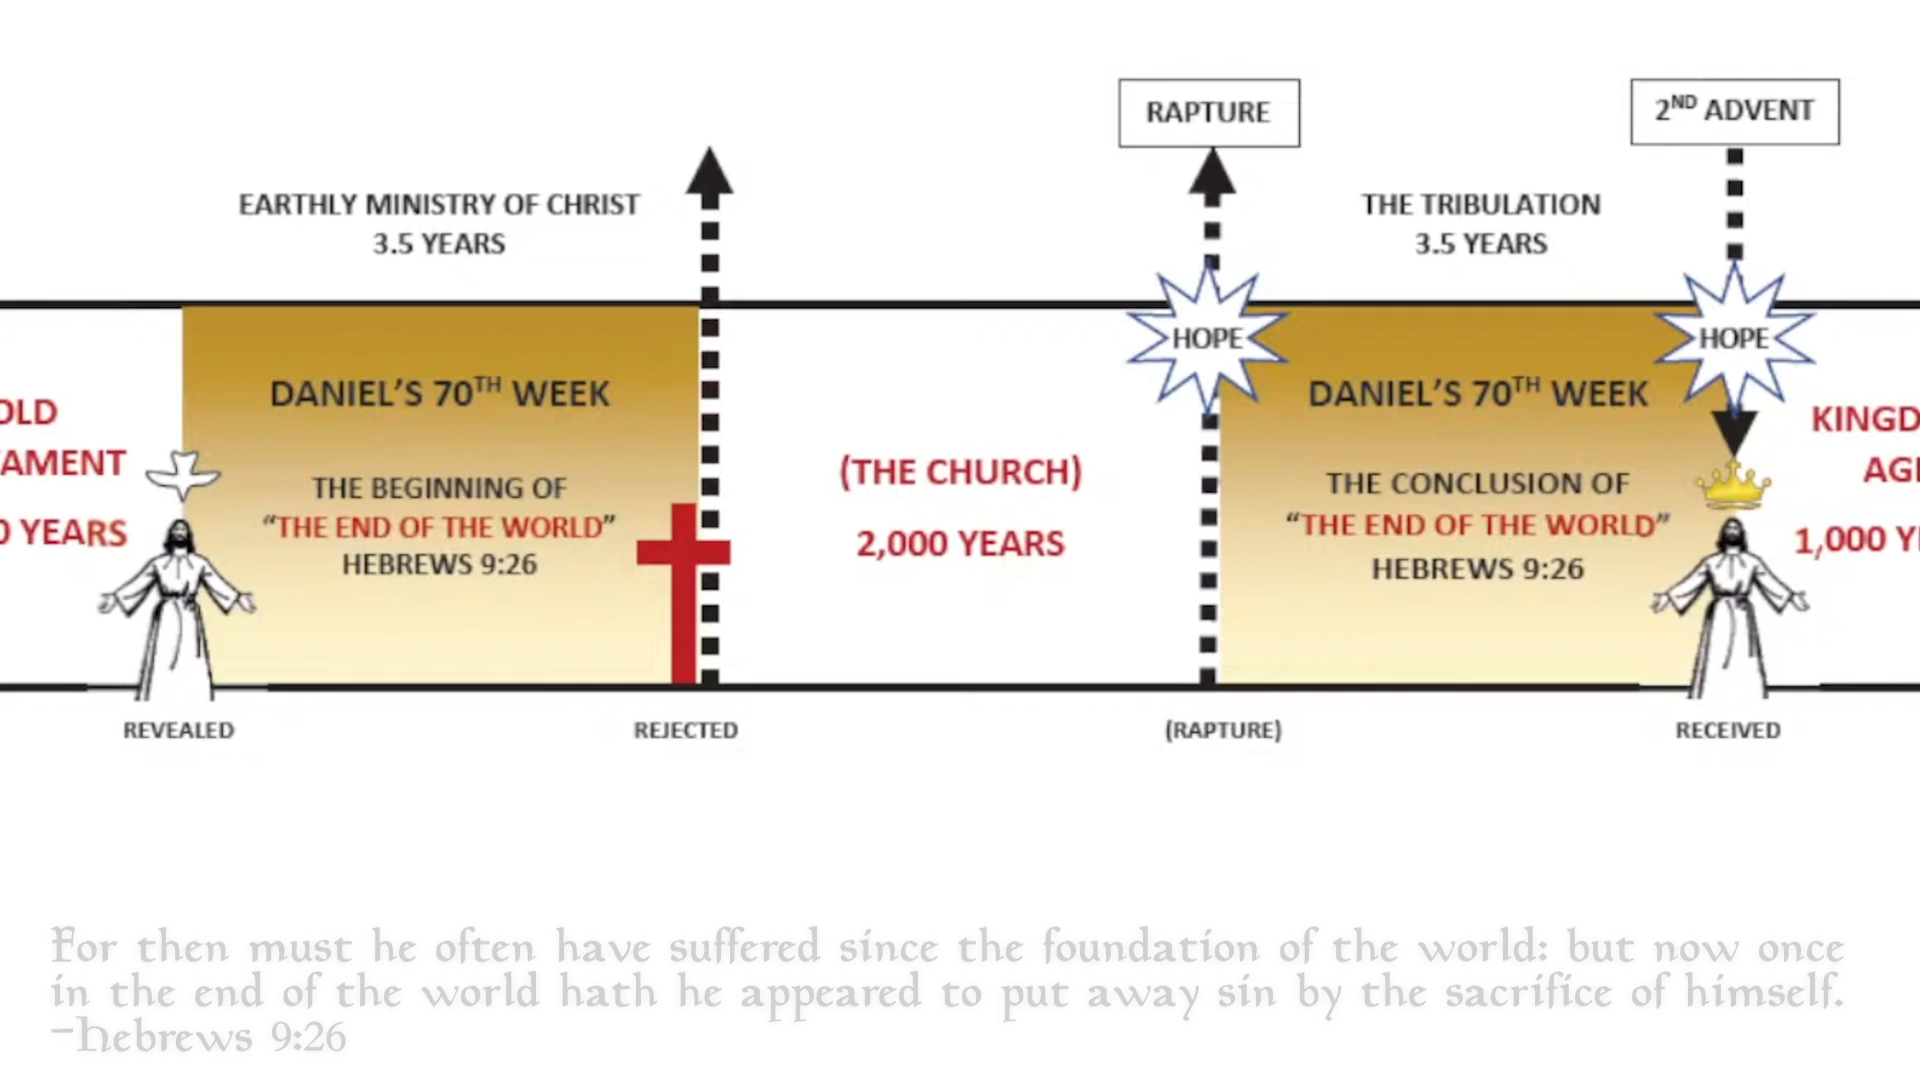 RAPTURE
2ND ADVENT
EARTHLY MINISTRY OF CHRIST
3.5 YEARS
THE TRIBULATION
3.5 YEARS
HOPE
HOPE
OLD
AMENT
0 YEARS
DANIEL'S 70TH WEEK
THE BEGINNING OF
"THE END OF THE WORLD"
HEBREWS 9:26
(THE CHURCH)
2,000 YEARS
DANIEL'S 70TH WEEK
THE CONCLUSION OF
"THE END OF THE WORLD"
HEBREWS 9:26
KINGD
AG
1,000 Y
REVEALED
REJECTED
(RAPTURE)
RECEIVED
For then must he often have suffered since the foundation of the world: but now once
in the end of the world hath he appeared to put away sin by the sacrifice of himself.
-Hebrews 9:26